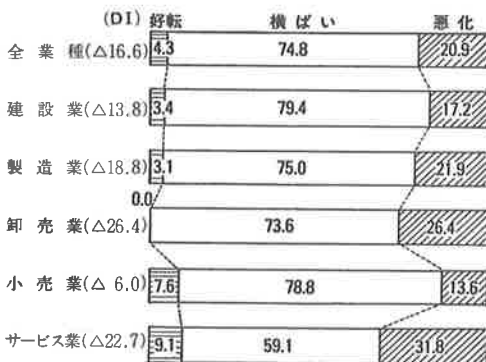 (DI) 好転 横ばい 悪化
全業種(△16.6) 4.3 74.8 20.9
建設業(△13.8) 3.4 79.4 17.2
製造業(△18.8) 3.1 75.0 21.9
0.0
卸売業(△26.4) 73.6 26.4
小売業(△ 6.0) 7.6 78.8 13.6
サービス業(△22.7) 9.1 59.1 31.8